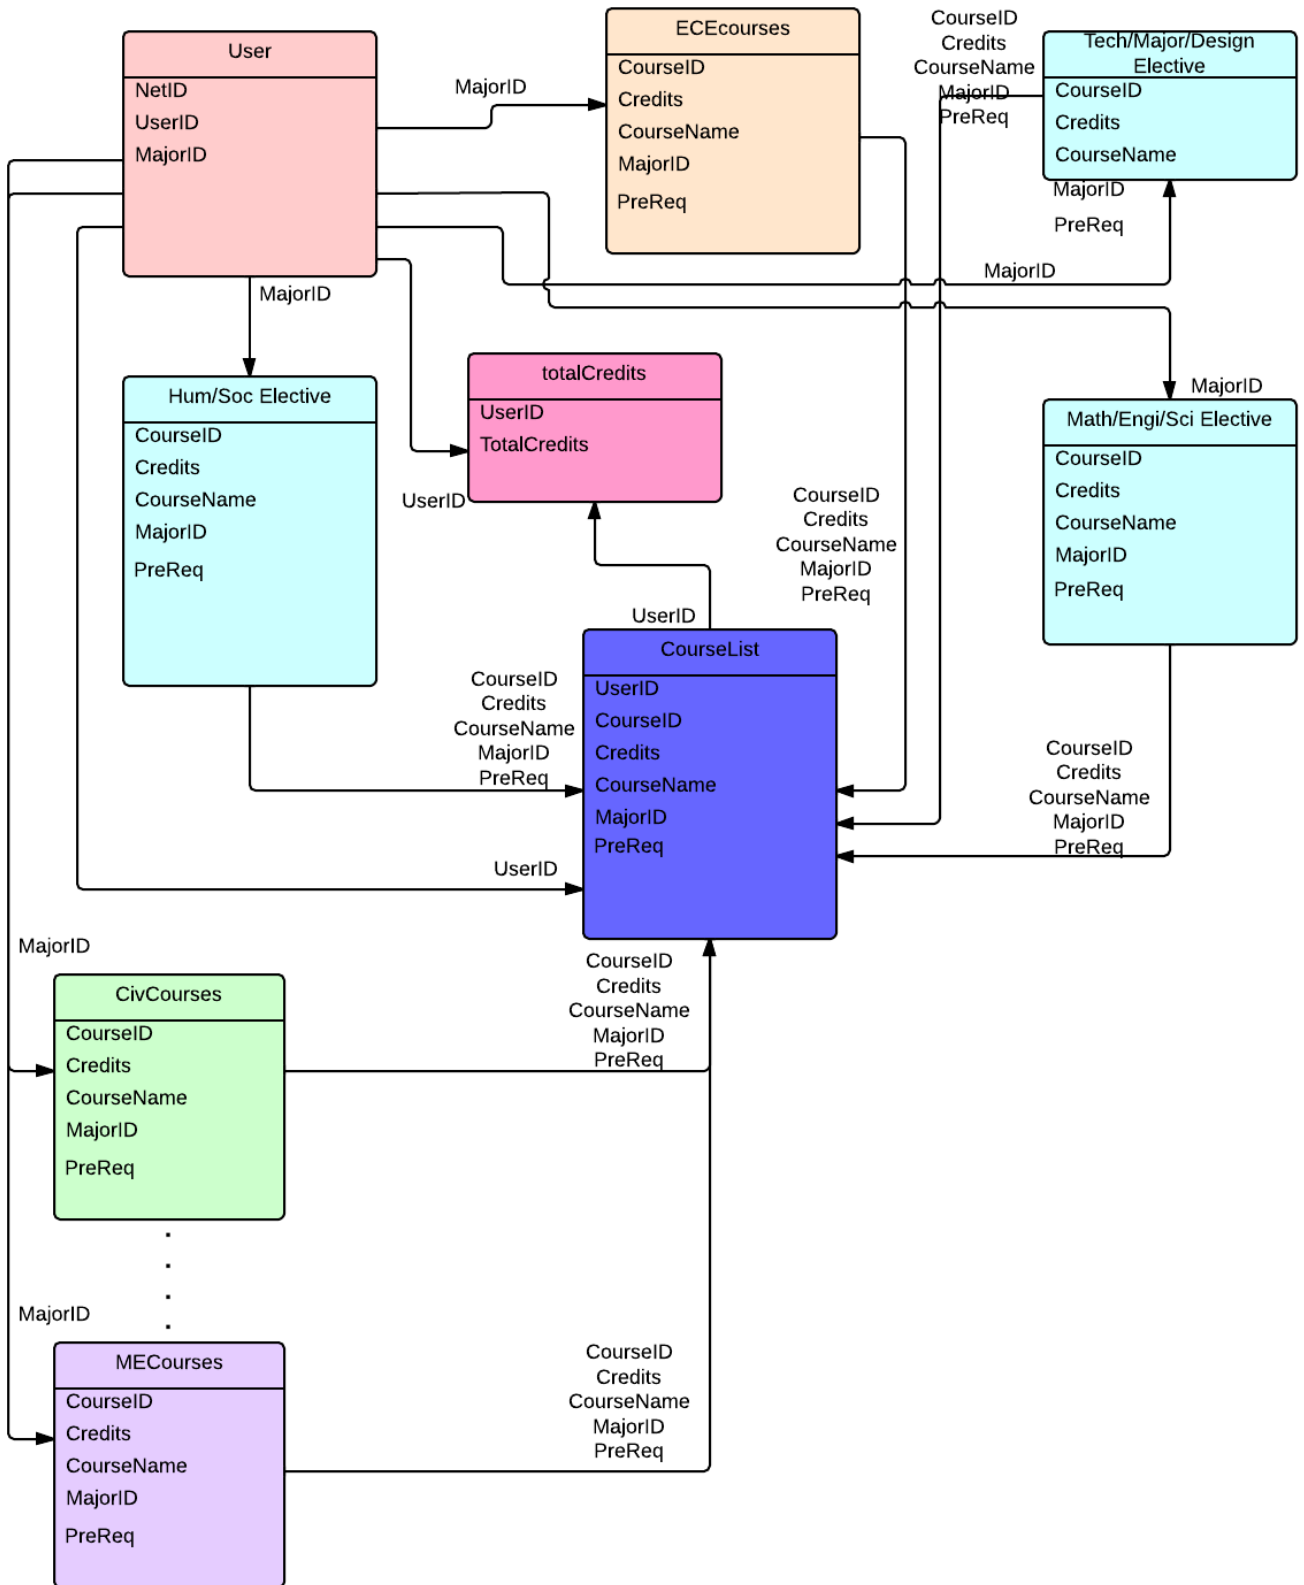 User
NetID
UserID
MajorID
MajorID
ECEcourses
CourseID
Credits
CourseName
MajorID
PreReq
CourseID
Credits
CourseName
MajorID
PreReq
Tech/Major/Design
Elective
CourseID
Credits
CourseName
MajorID
PreReq
MajorID
MajorID
Hum/Soc Elective
CourseID
Credits
CourseName
MajorID
PreReq
totalCredits
UserID
TotalCredits
UserID
MajorID
Math/Engi/Sci Elective
CourseID
Credits
CourseName
MajorID
PreReq
CourseID
Credits
CourseName
MajorID
PreReq
UserID
CourseList
UserID
CourseID
Credits
CourseName
MajorID
PreReq
CourseID
Credits
CourseName
MajorID
PreReq
CourseID
Credits
CourseName
MajorID
PreReq
UserID
MajorID
CivCourses
CourseID
Credits
CourseName
MajorID
PreReq
CourseID
Credits
CourseName
MajorID
PreReq
MajorID
MECourses
CourseID
Credits
CourseName
MajorID
PreReq
CourseID
Credits
CourseName
MajorID
PreReq